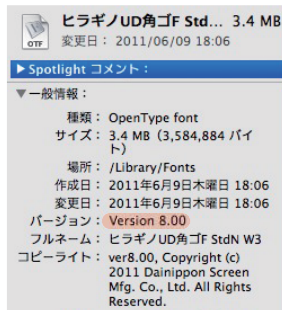 ヒラギノUD角ゴF Std... 3.4 MB
変更日: 2011/06/09 18:06
OTF
▶Spotlight コメント:
▼一般情報:
種類: OpenType font
サイズ: 3.4 MB（3,584,884 バイ
ト）
場所: /Library/Fonts
作成日: 2011年6月9日木曜日 18:06
変更日: 2011年6月9日木曜日 18:06
バージョン: Version 8.00
フルネーム: ヒラギノUD角ゴF StdN W3
コピーライト: ver8.00, Copyright (c)
2011 Dainippon Screen
Mfg. Co., Ltd. All Rights
Reserved.